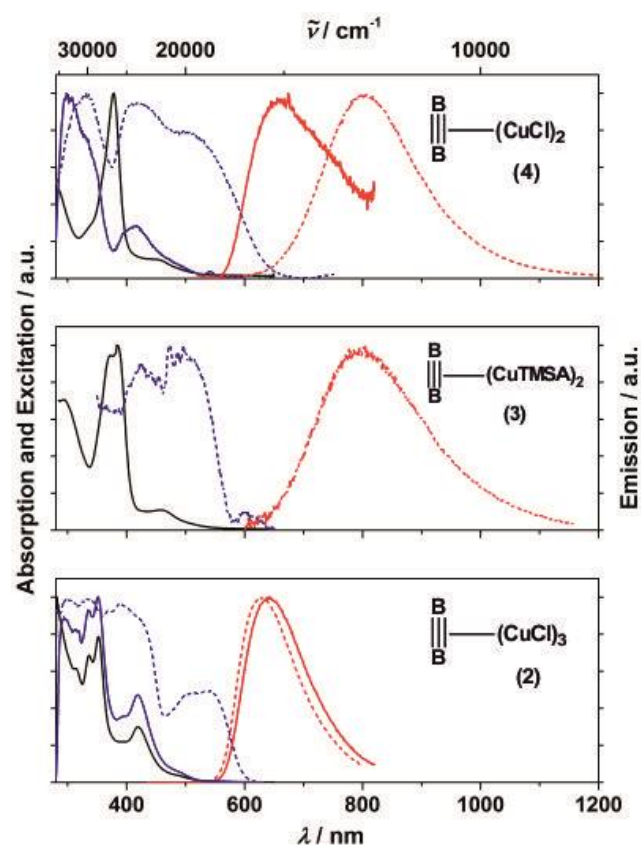 ṽ / cm⁻¹
30000 20000 10000
B
B
(CuCl)₂
(4)
B
B
(CuTMSA)₂
(3)
B
B
(CuCl)₃
(2)
Absorption and Excitation / a.u.
Emission / a.u.
400 600 800 1000 1200
λ / nm